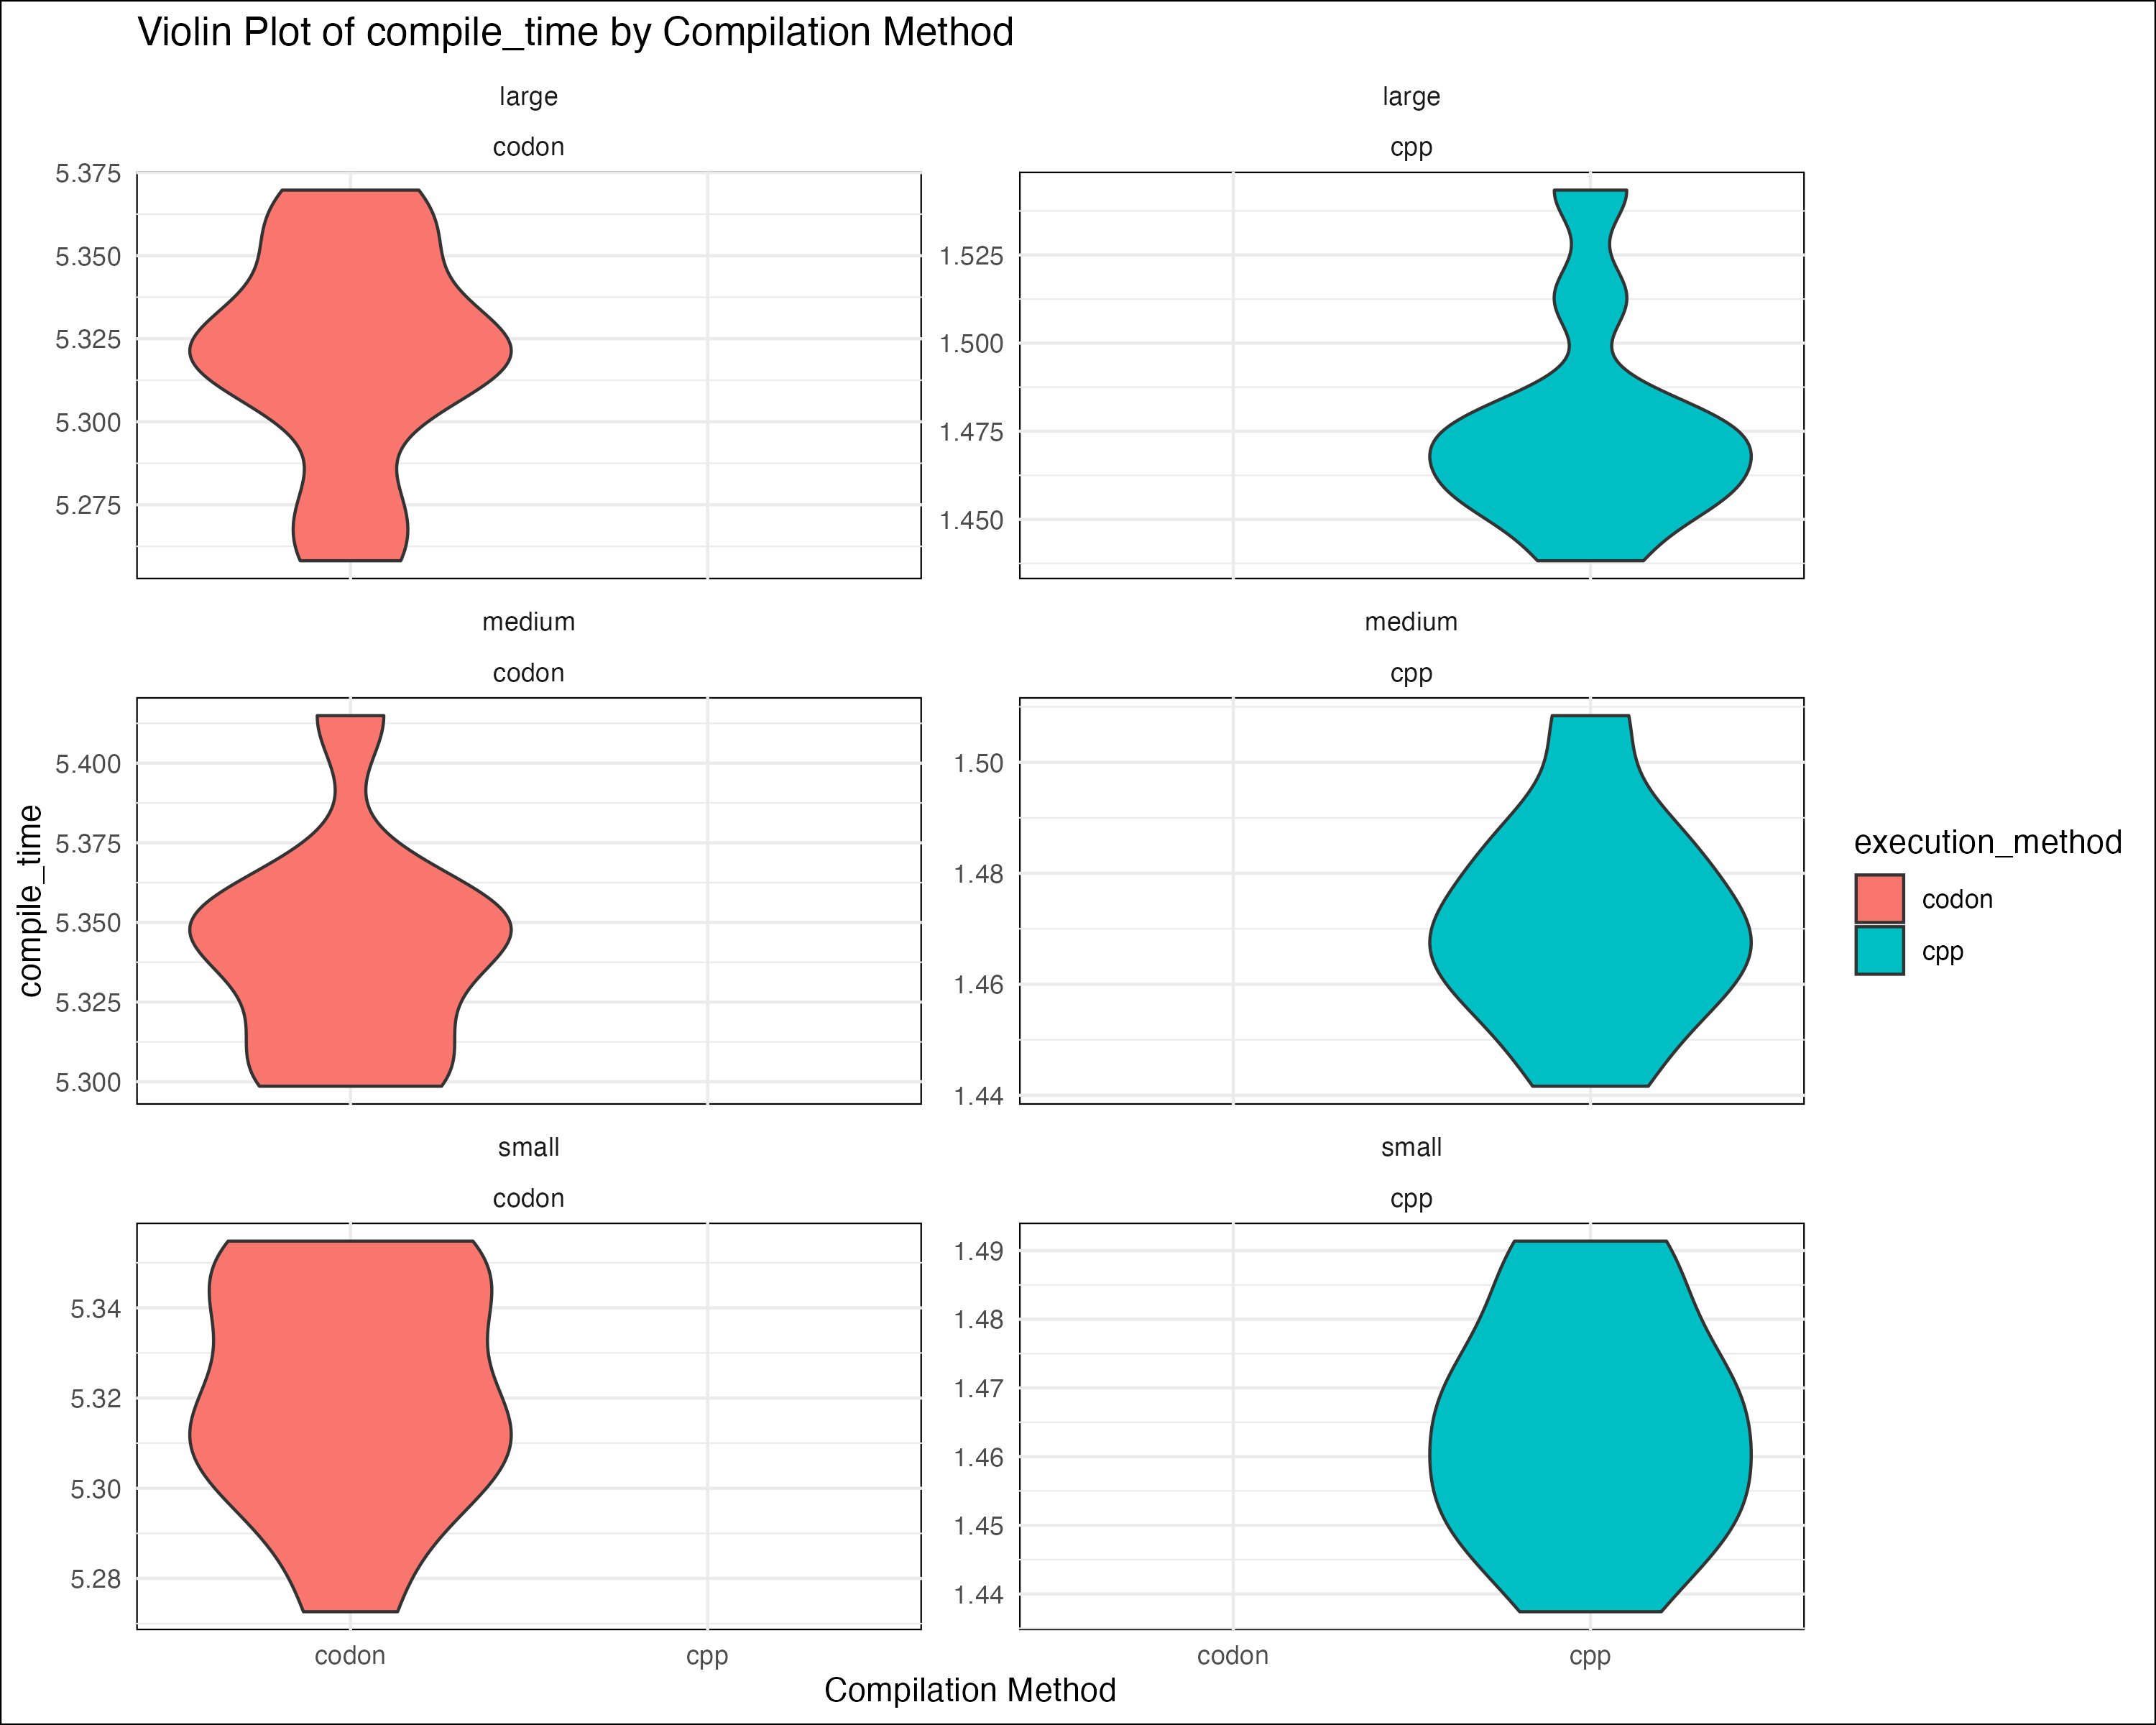 Violin Plot of compile_time by Compilation Method
large
codon
5.375
5.350
5.325
5.300
5.275
large
cpp
1.525
1.500
1.475
1.450
medium
codon
5.400
5.375
5.350
5.325
5.300
medium
cpp
1.50
1.48
1.46
1.44
small
codon
5.34
5.32
5.30
5.28
codon
cpp
small
cpp
1.49
1.48
1.47
1.46
1.45
1.44
codon
cpp
compile_time
Compilation Method
execution_method
codon
cpp